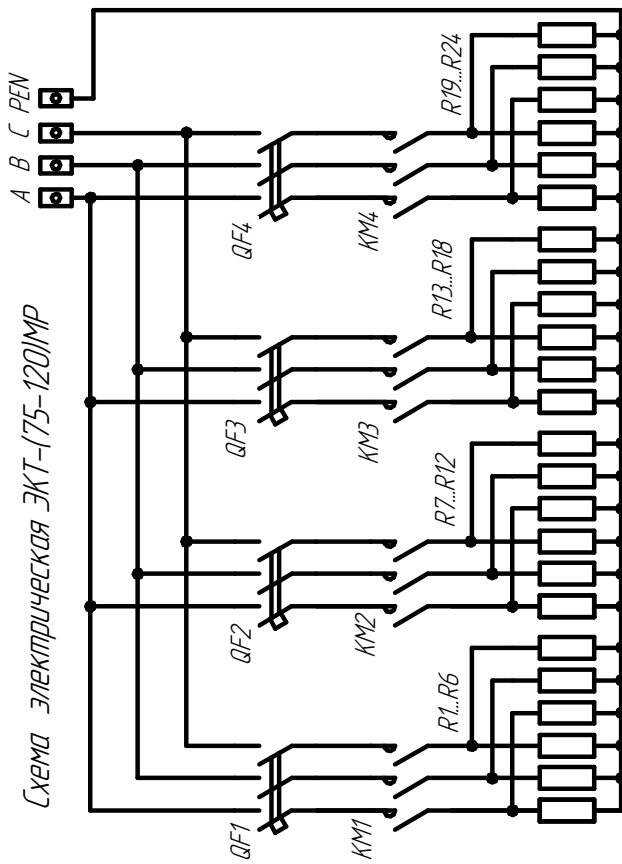 Схема электрическая ЭКТ-(75-120)МР
A
B
C
PEN
QF1
QF2
QF3
QF4
KM1
KM2
KM3
KM4
R1...R6
R7...R12
R13...R18
R19...R24